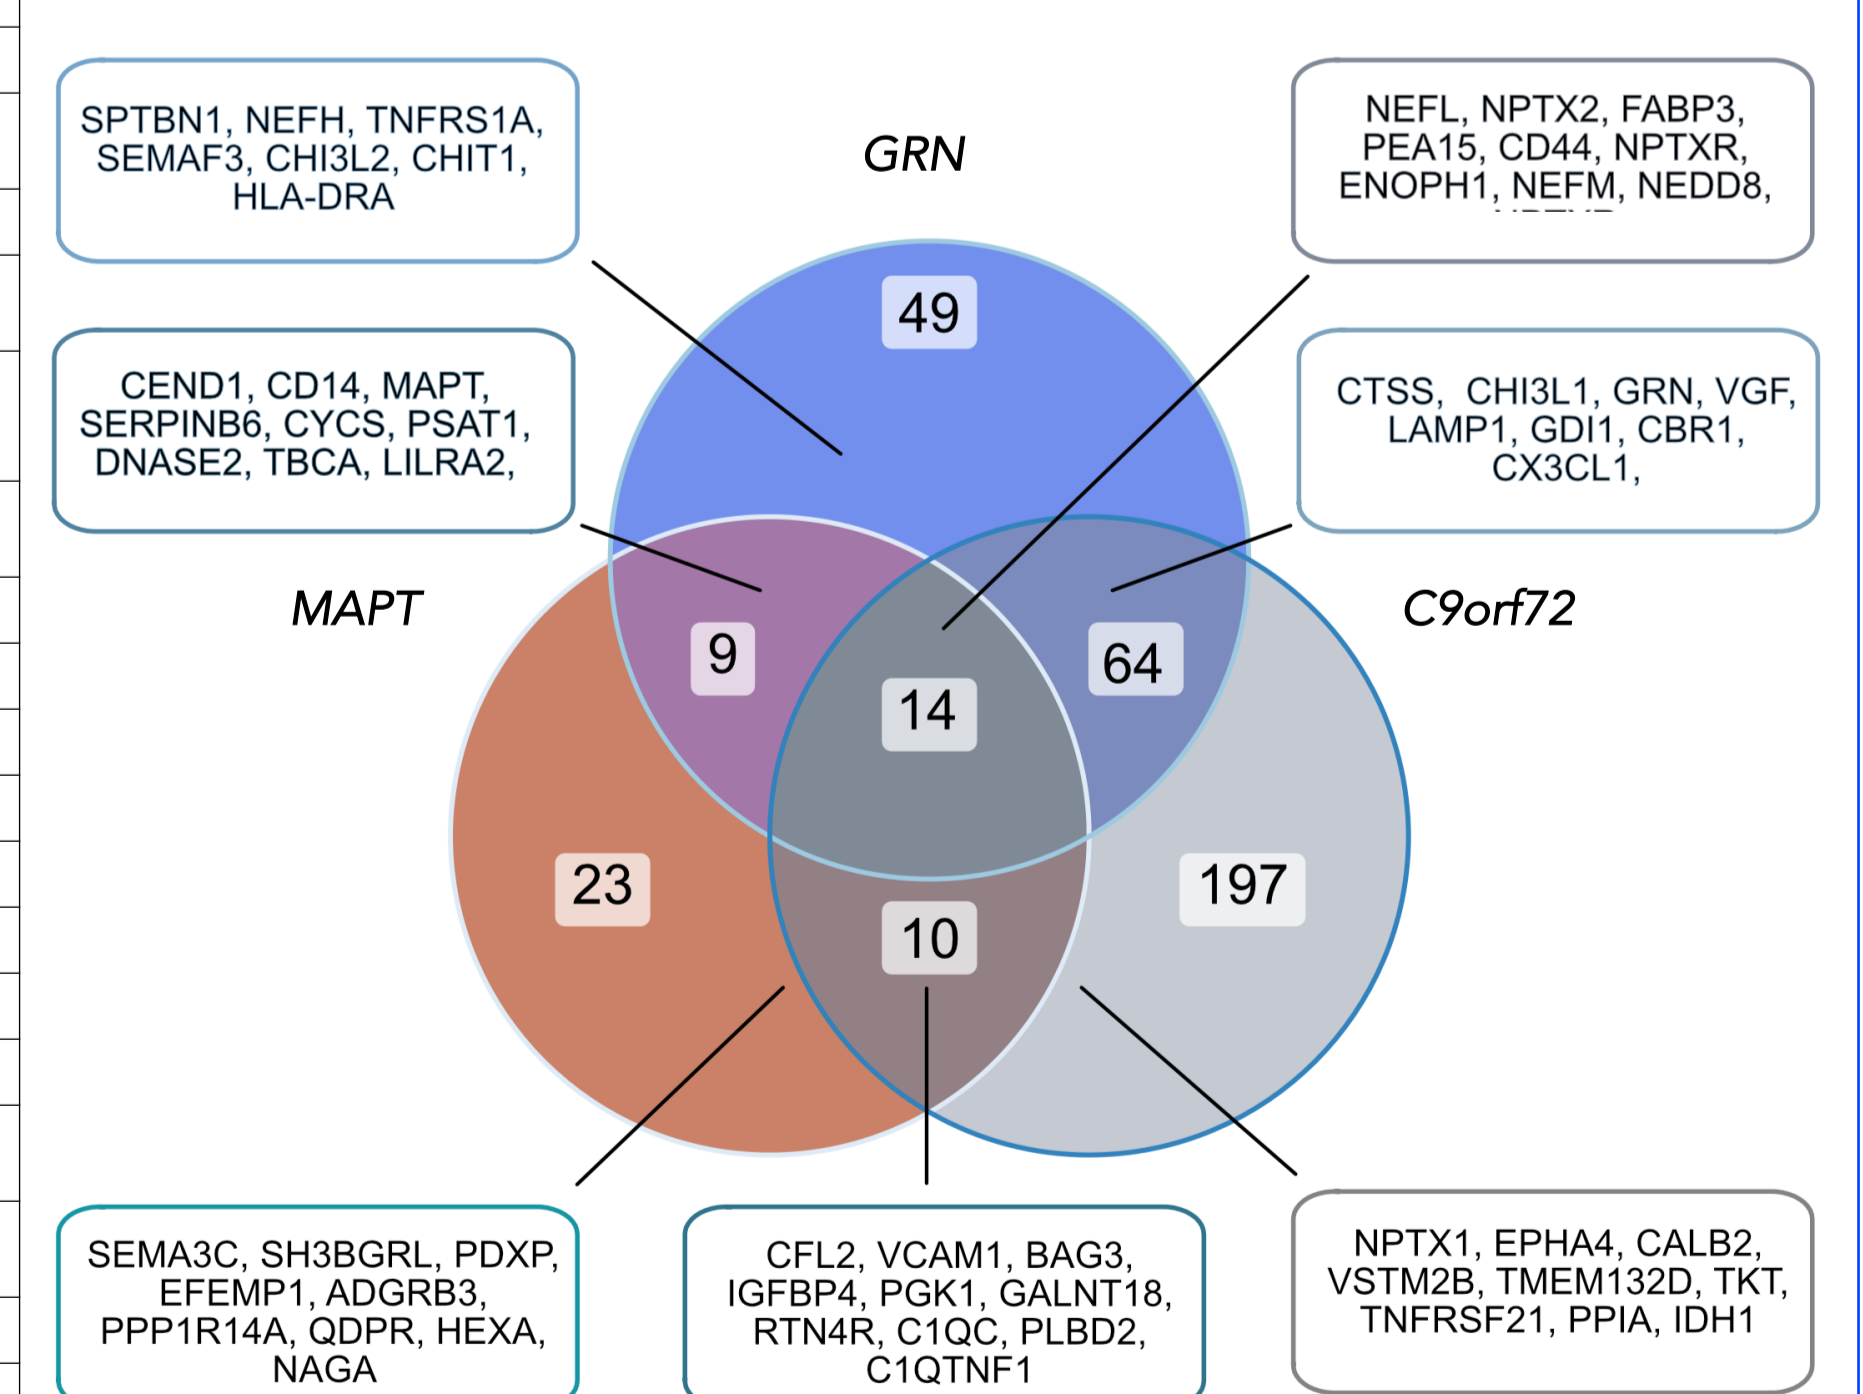 SPTBN1, NEFH, TNFRS1A,
SEMAF3, CHI3L2, CHIT1,
HLA-DRA
GRN
NEFL, NPTX2, FABP3,
PEA15, CD44, NPTXR,
ENOPH1, NEFM, NEDD8,
49
CEND1, CD14, MAPT,
SERPINB6, CYCS, PSAT1,
DNASE2, TBCA, LILRA2,
CTSS, CHI3L1, GRN, VGF,
LAMP1, GDI1, CBR1,
CX3CL1,
MAPT
C9orf72
9
64
14
23
10
197
SEMA3C, SH3BGRL, PDXP,
EFEMP1, ADGRB3,
PPP1R14A, QDPR, HEXA,
NAGA
CFL2, VCAM1, BAG3,
IGFBP4, PGK1, GALNT18,
RTN4R, C1QC, PLBD2,
C1QTNF1
NPTX1, EPHA4, CALB2,
VSTM2B, TMEM132D, TKT,
TNFRSF21, PPIA, IDH1